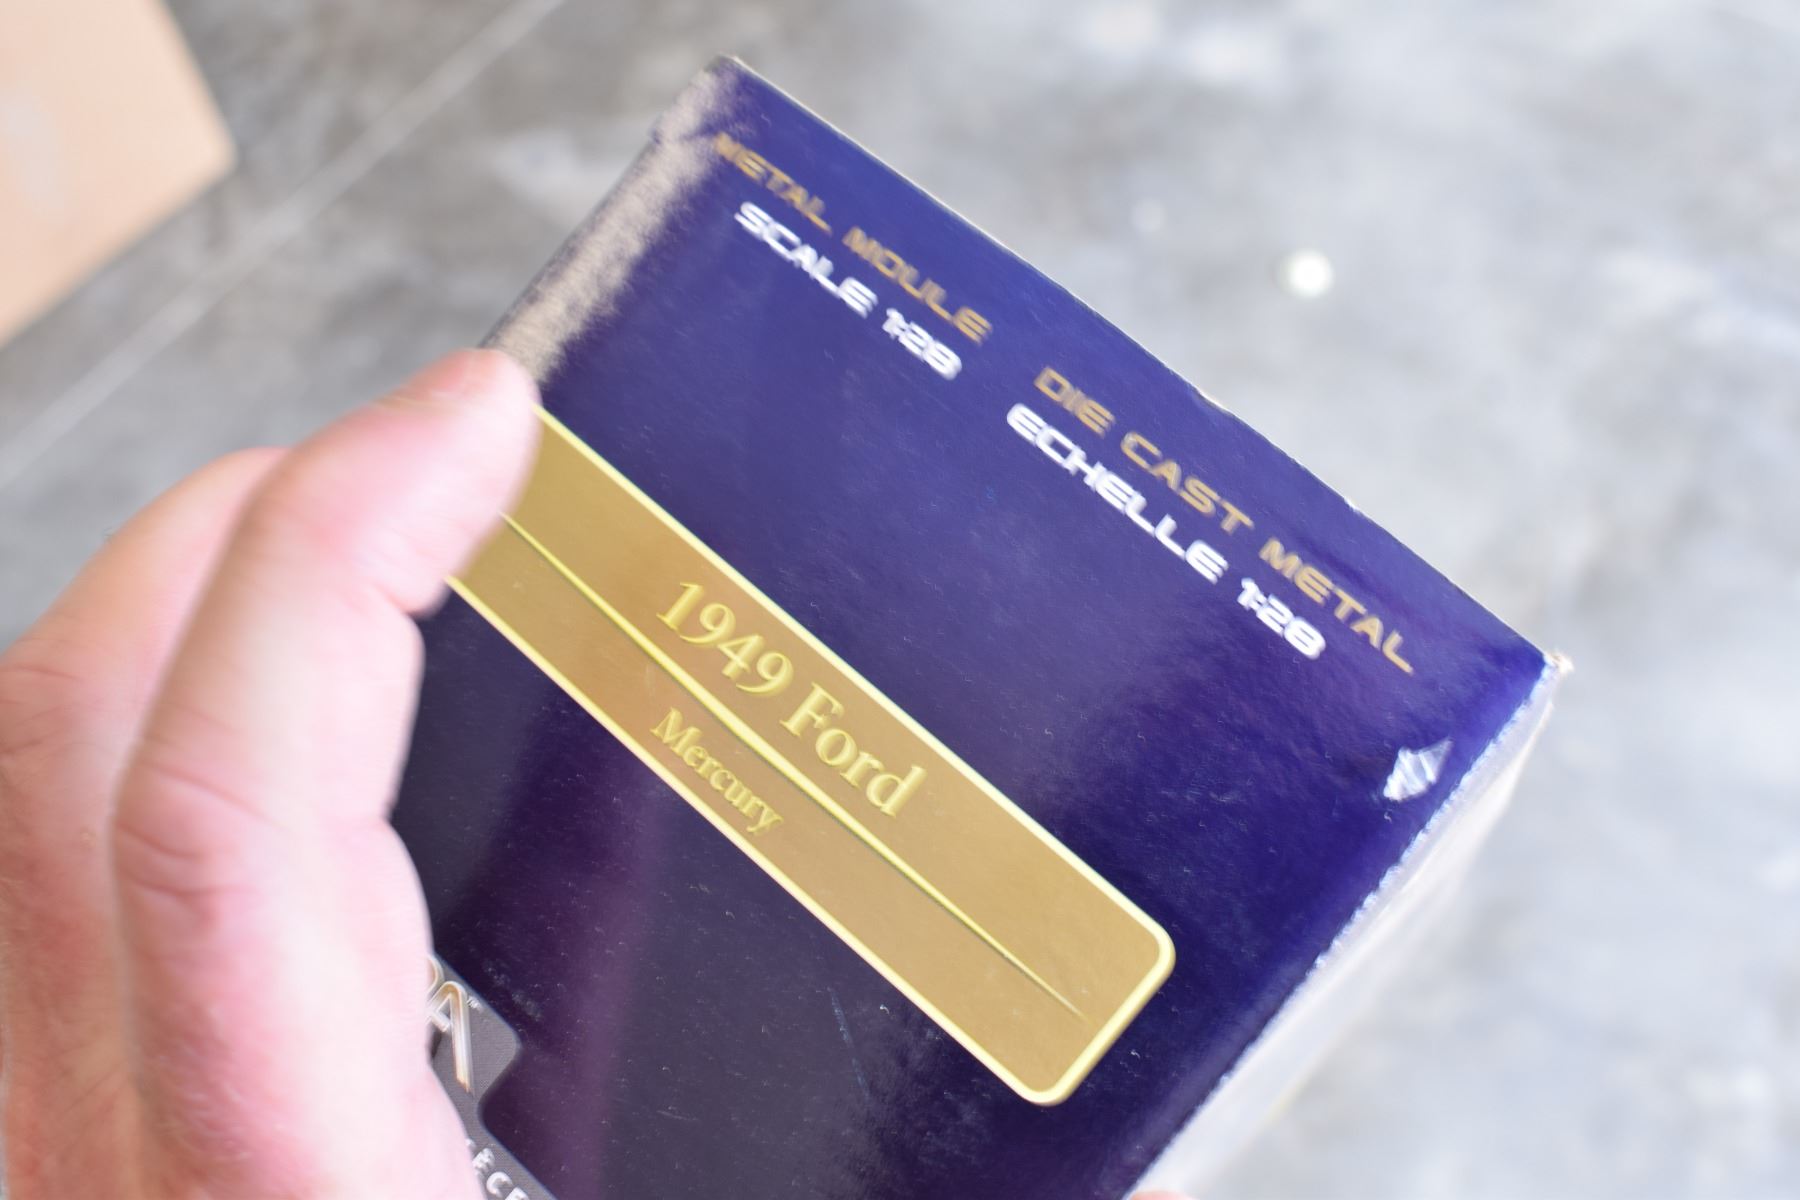 METAL MOULE
SCALE 1:28
DIE CAST METAL
ECHELLE 1:28
1949 Ford
Mercury